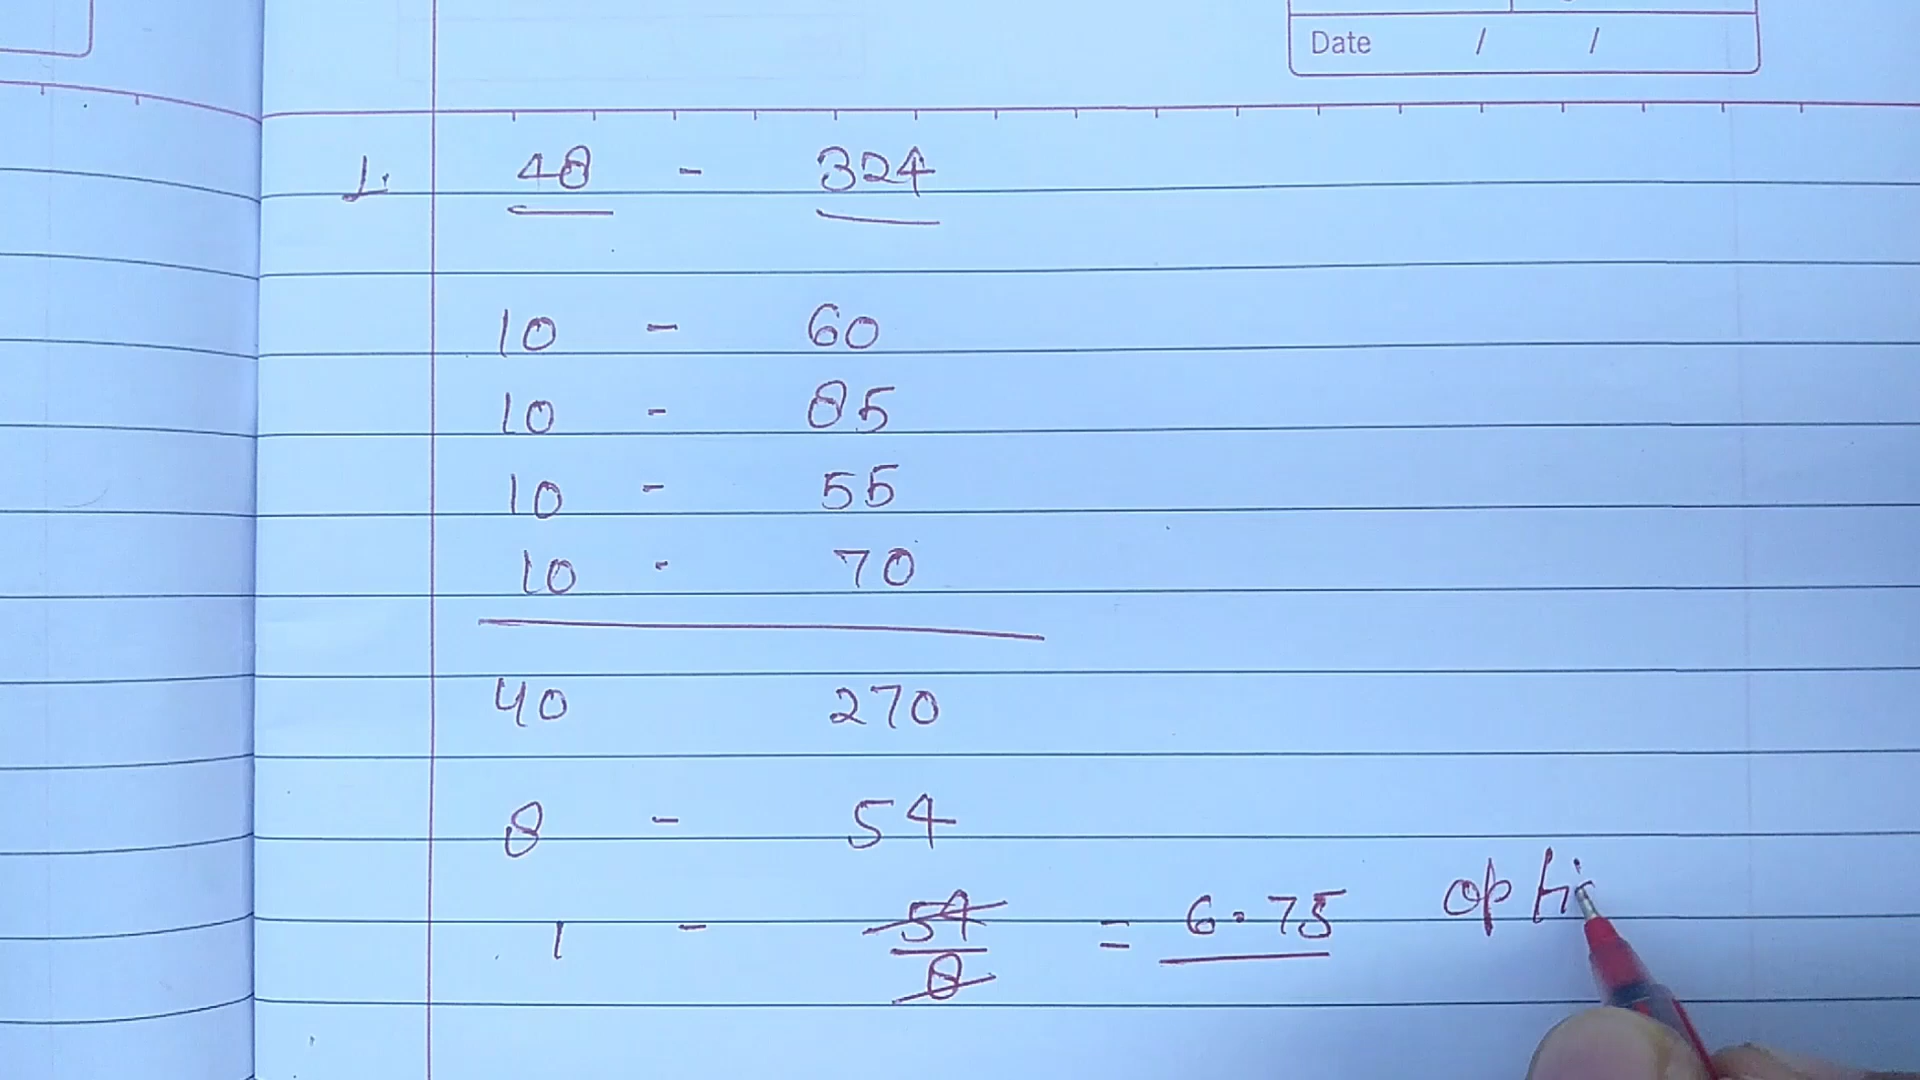 Date / /
1. 48 - 324
10 - 60
10 - 85
10 - 55
10 - 70
40 270
8 - 54
1 - 54/8 = 6.75 opti